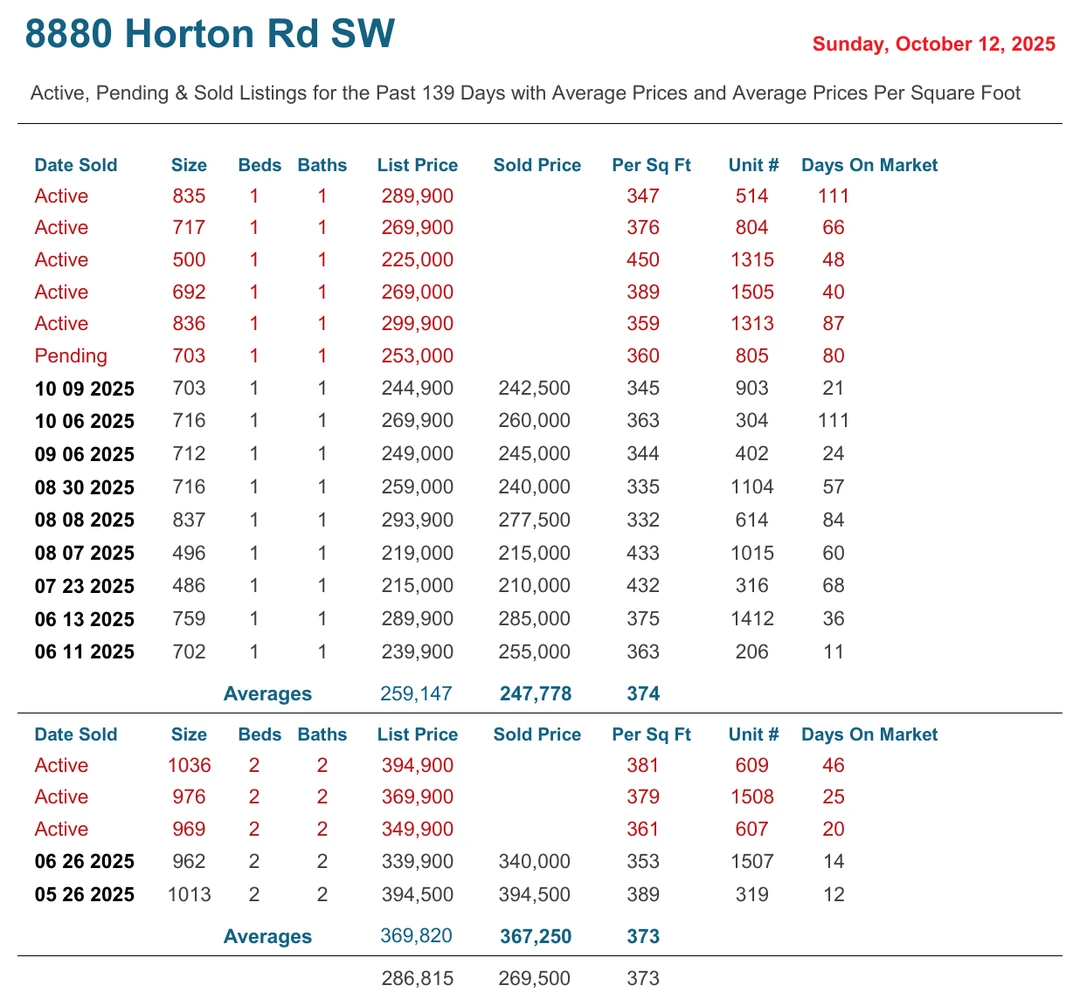 8880 Horton Rd SW
Sunday, October 12, 2025
Active, Pending & Sold Listings for the Past 139 Days with Average Prices and Average Prices Per Square Foot
Date Sold Size Beds Baths List Price Sold Price Per Sq Ft Unit # Days On Market
Active 835 1 1 289,900 347 514 111
Active 717 1 1 269,900 376 804 66
Active 500 1 1 225,000 450 1315 48
Active 692 1 1 269,000 389 1505 40
Active 836 1 1 299,900 359 1313 87
Pending 703 1 1 253,000 360 805 80
10 09 2025 703 1 1 244,900 242,500 345 903 21
10 06 2025 716 1 1 269,900 260,000 363 304 111
09 06 2025 712 1 1 249,000 245,000 344 402 24
08 30 2025 716 1 1 259,000 240,000 335 1104 57
08 08 2025 837 1 1 293,900 277,500 332 614 84
08 07 2025 496 1 1 219,000 215,000 433 1015 60
07 23 2025 486 1 1 215,000 210,000 432 316 68
06 13 2025 759 1 1 289,900 285,000 375 1412 36
06 11 2025 702 1 1 239,900 255,000 363 206 11
Averages 259,147 247,778 374
Date Sold Size Beds Baths List Price Sold Price Per Sq Ft Unit # Days On Market
Active 1036 2 2 394,900 381 609 46
Active 976 2 2 369,900 379 1508 25
Active 969 2 2 349,900 361 607 20
06 26 2025 962 2 2 339,900 340,000 353 1507 14
05 26 2025 1013 2 2 394,500 394,500 389 319 12
Averages 369,820 367,250 373
286,815 269,500 373